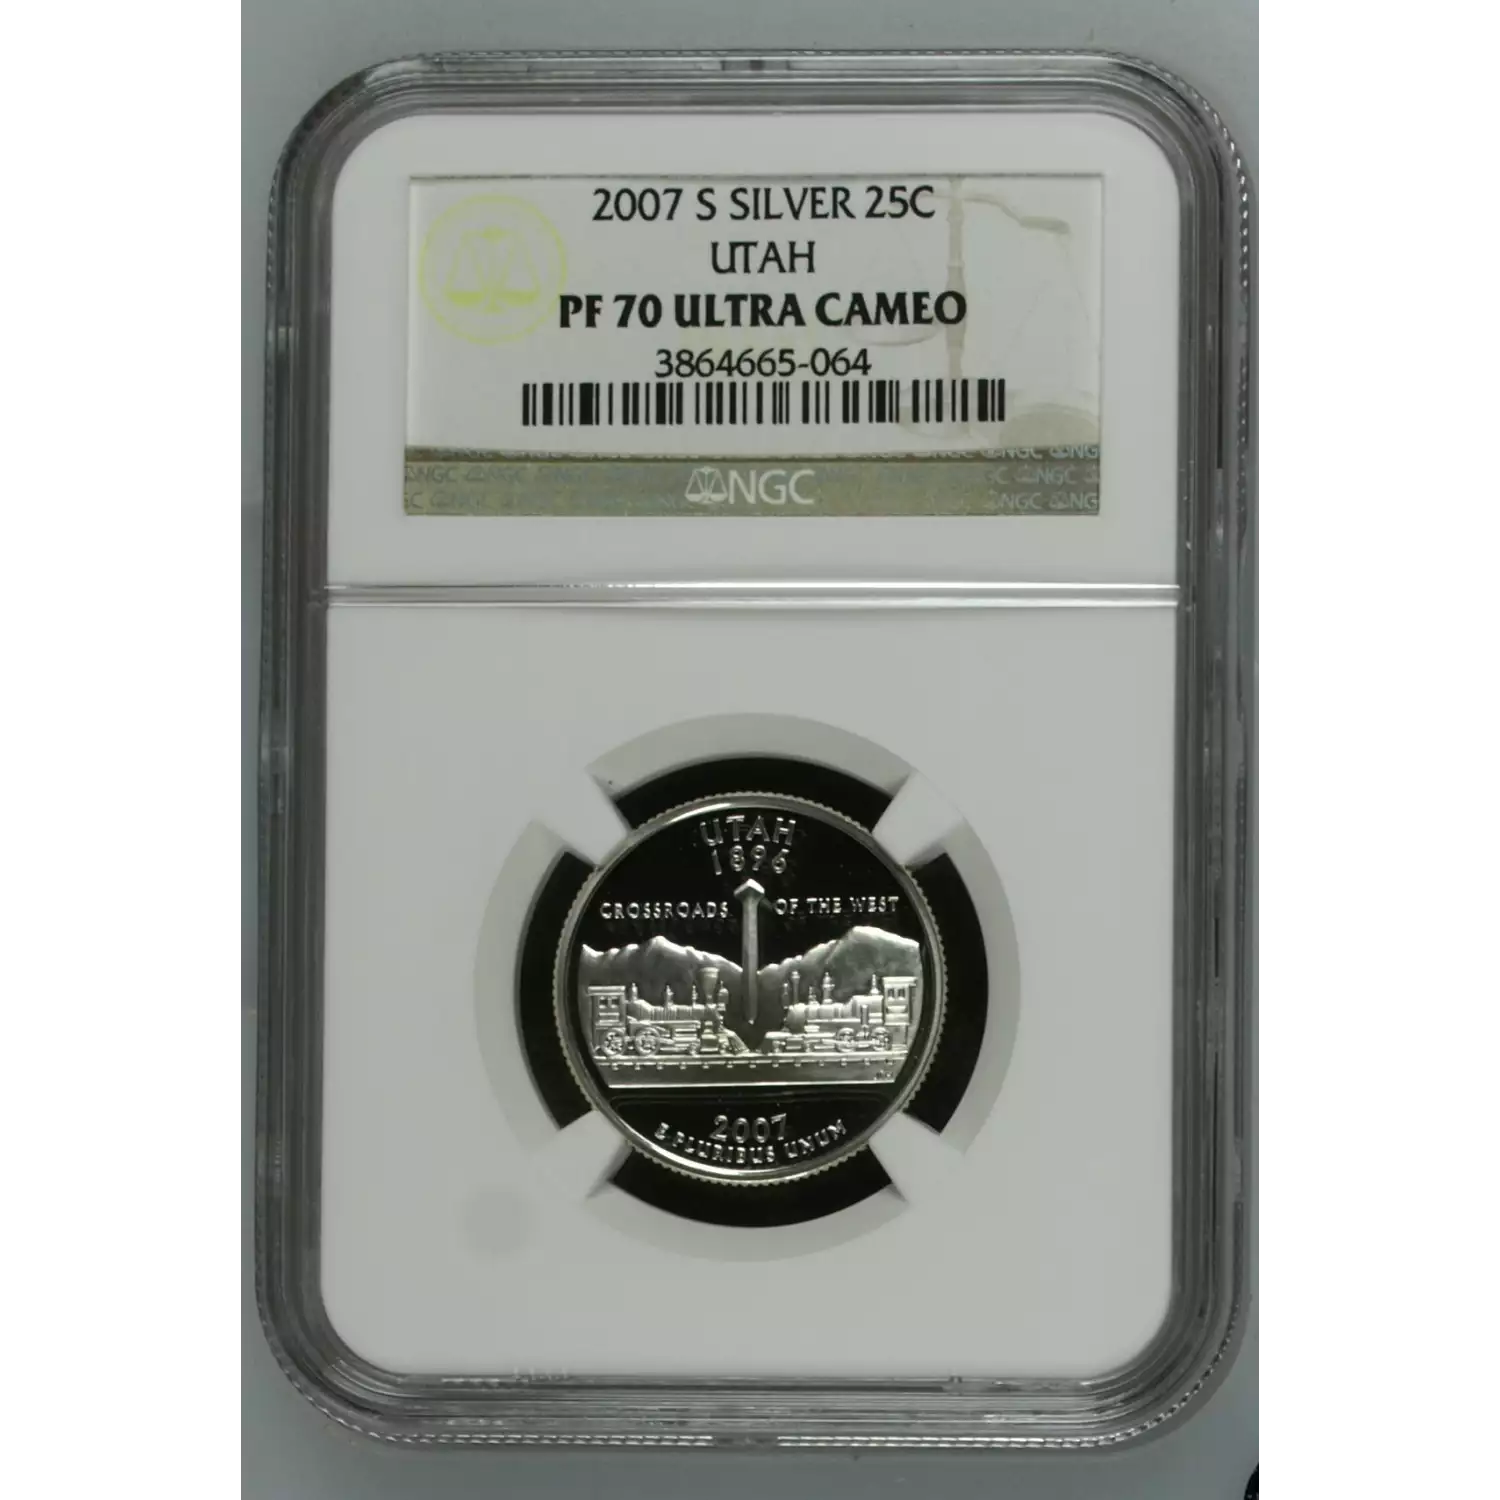 2007 S SILVER 25C
UTAH
PF 70 ULTRA CAMEO
3864665-064
NGC
UTAH
1896
CROSSROADS OF THE WEST
2007
E PLURIBUS UNUM